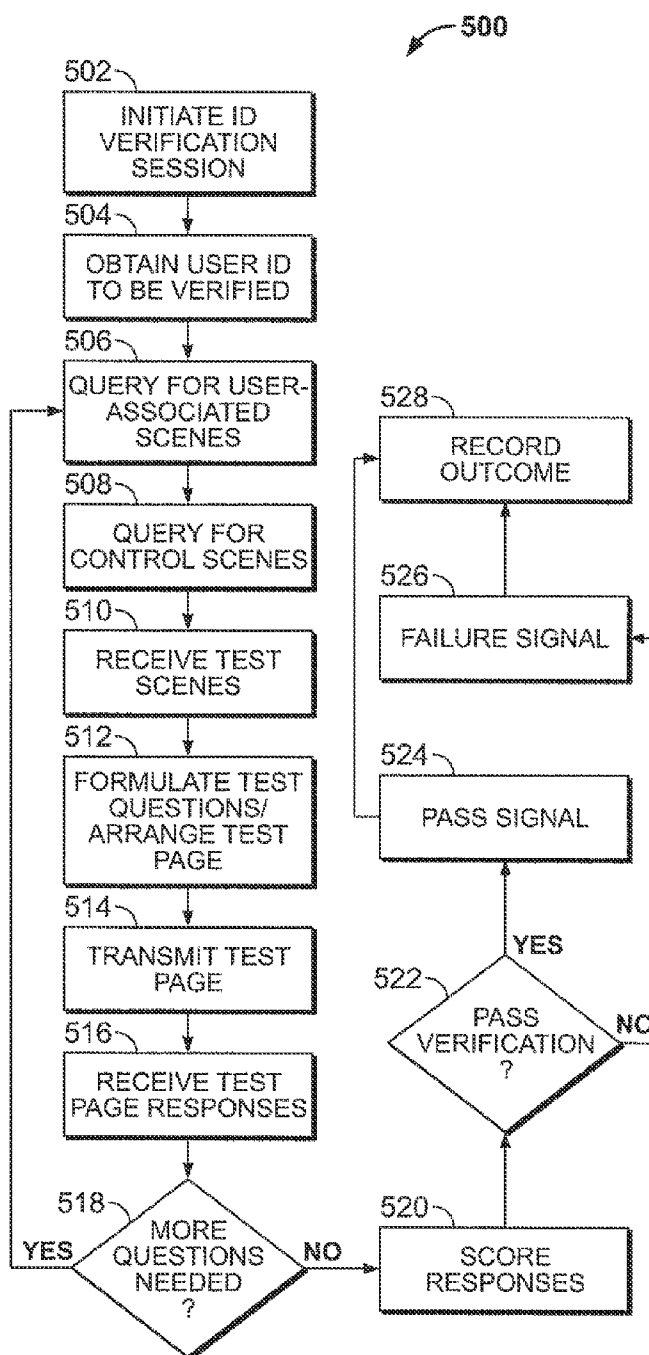 500
502
INITIATE ID
VERIFICATION
SESSION
504
OBTAIN USER ID
TO BE VERIFIED
506
QUERY FOR USER-
ASSOCIATED
SCENES
508
QUERY FOR
CONTROL SCENES
510
RECEIVE TEST
SCENES
512
FORMULATE TEST
QUESTIONS/
ARRANGE TEST
PAGE
514
TRANSMIT TEST
PAGE
516
RECEIVE TEST
PAGE RESPONSES
518
MORE
QUESTIONS
NEEDED
?
YES
NO
520
SCORE
RESPONSES
522
PASS
VERIFICATION
?
YES
NO
524
PASS SIGNAL
526
FAILURE SIGNAL
528
RECORD
OUTCOME